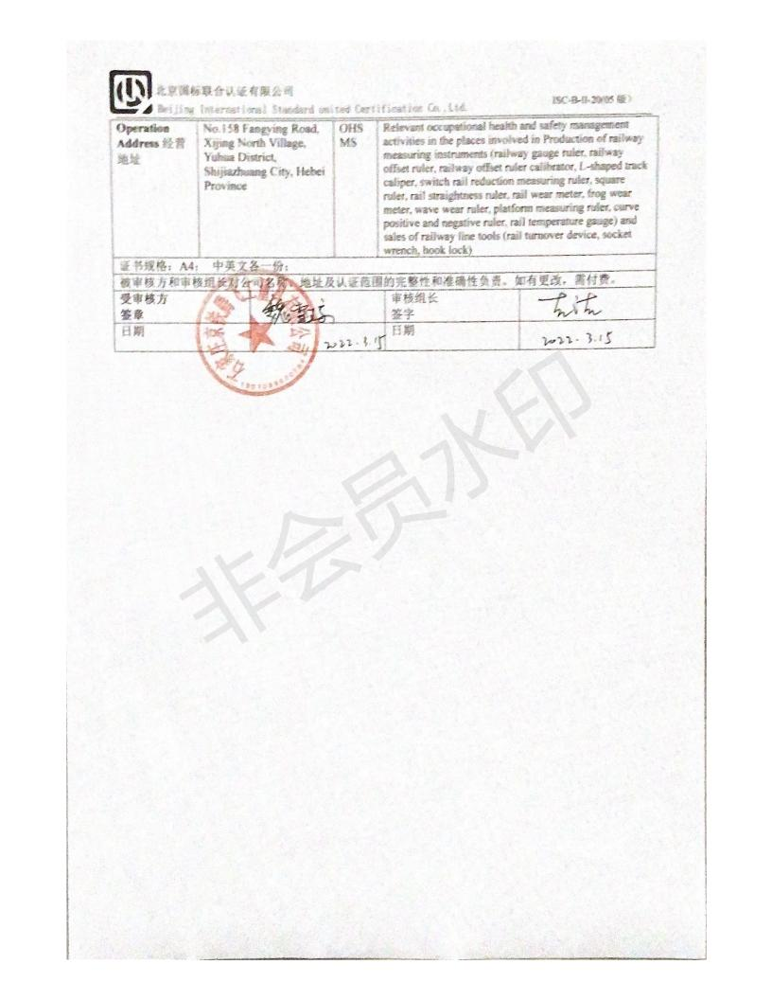 北京国标联合认证有限公司
Beijing International Standard united Certification Co.,Ltd.
ISC-B-II-20(05 版)
Operation
Address 经营
地址
No.158 Fangying Road,
Xijing North Village,
Yuhua District,
Shijiazhuang City, Hebei
Province
OHS
MS
Relevant occupational health and safety management
activities in the places involved in Production of railway
measuring instruments (railway gauge ruler, railway
offset ruler, railway offset ruler calibrator, L-shaped track
caliper, switch rail reduction measuring ruler, square
ruler, rail straightness ruler, rail wear meter, frog wear
meter, wave wear ruler, platform measuring ruler, curve
positive and negative ruler, rail temperature gauge) and
sales of railway line tools (rail turnover device, socket
wrench, hook lock)
证书规格：A4； 中英文各一份；
被审核方和审核组长对公司名称、地址及认证范围的完整性和准确性负责。如有更改，需付费。
受审核方
签章
审核组长
签字
日期
2022.3.15
日期
2022.3.15
非会员水印